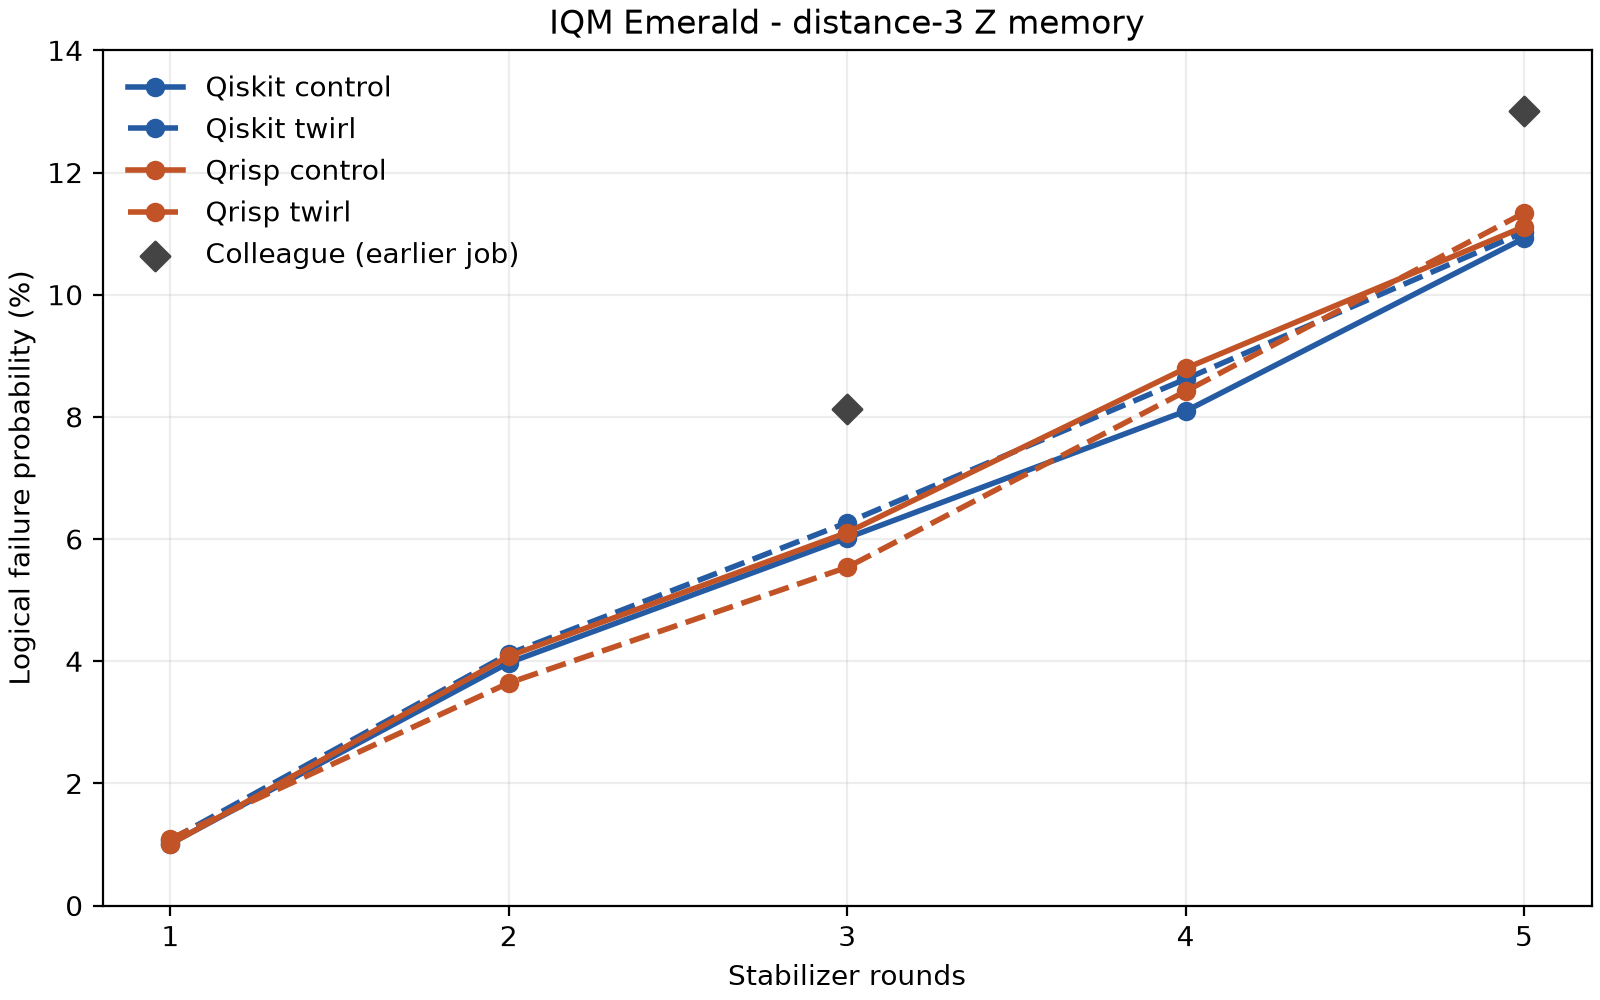 IQM Emerald - distance-3 Z memory
Qiskit control
Qiskit twirl
Qrisp control
Qrisp twirl
Colleague (earlier job)
Logical failure probability (%)
14
12
10
8
6
4
2
0
1 2 3 4 5
Stabilizer rounds